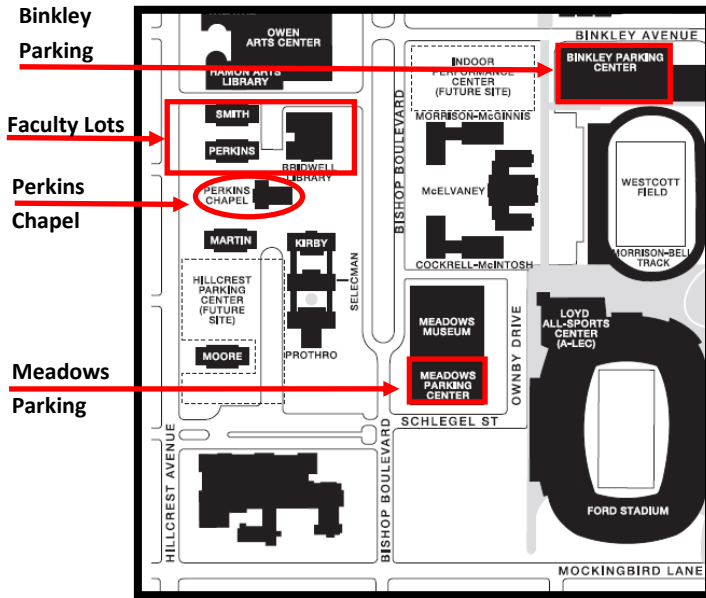 Binkley
Parking
Faculty Lots
Perkins
Chapel
Meadows
Parking
OWEN
ARTS CENTER
HAMON ARTS
LIBRARY
SMITH
PERKINS
BRIDWELL
LIBRARY
PERKINS
CHAPEL
MARTIN
KIRBY
SELECMAN
HILLCREST
PARKING
CENTER
(FUTURE
SITE)
MOORE
PROTHRO
HILLCREST AVENUE
BISHOP BOULEVARD
BISHOP BOULEVARD
BINKLEY AVENUE
BINKLEY PARKING
CENTER
INDOOR
PERFORMANCE
CENTER
(FUTURE SITE)
MORRISON-McGINNIS
McELVANEY
COCKRELL-McINTOSH
WESTCOTT
FIELD
MORRISON-BELL
TRACK
MEADOWS
MUSEUM
MEADOWS
PARKING
CENTER
OWNBY DRIVE
LOYD
ALL-SPORTS
CENTER
(A-LEC)
SCHLEGEL ST
FORD STADIUM
MOCKINGBIRD LANE